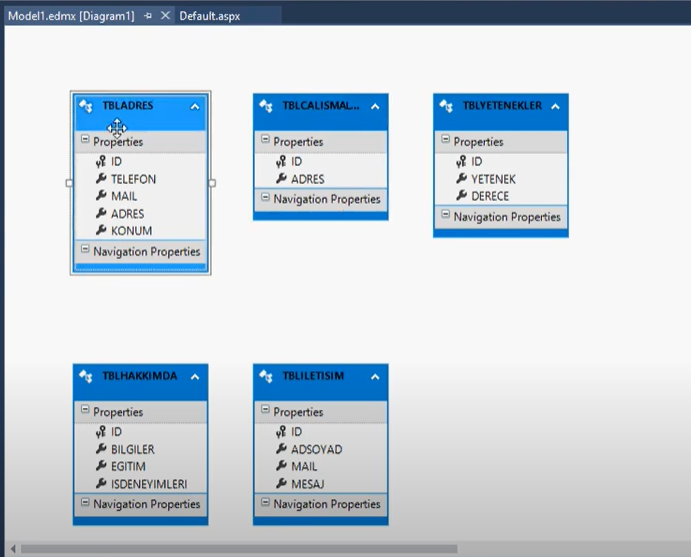 Model1.edmx [Diagram1] Default.aspx
TBLADRES
Properties
ID
TELEFON
MAIL
ADRES
KONUM
Navigation Properties
TBLCALISMAL...
Properties
ID
ADRES
Navigation Properties
TBLYETENEKLER
Properties
ID
YETENEK
DERECE
Navigation Properties
TBLHAKKIMDA
Properties
ID
BILGILER
EGITIM
ISDENEYIMLERI
Navigation Properties
TBLILETISIM
Properties
ID
ADSOYAD
MAIL
MESAJ
Navigation Properties